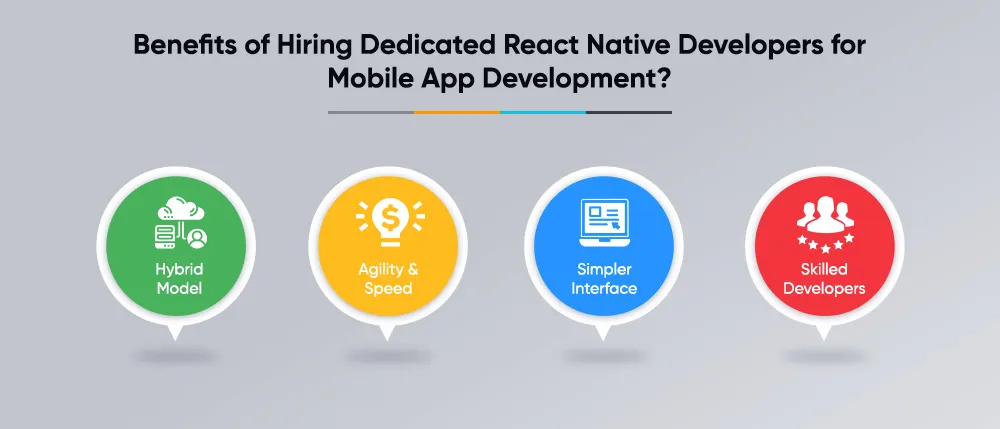 Benefits of Hiring Dedicated React Native Developers for
Mobile App Development?
Hybrid
Model
Agility &
Speed
Simpler
Interface
Skilled
Developers